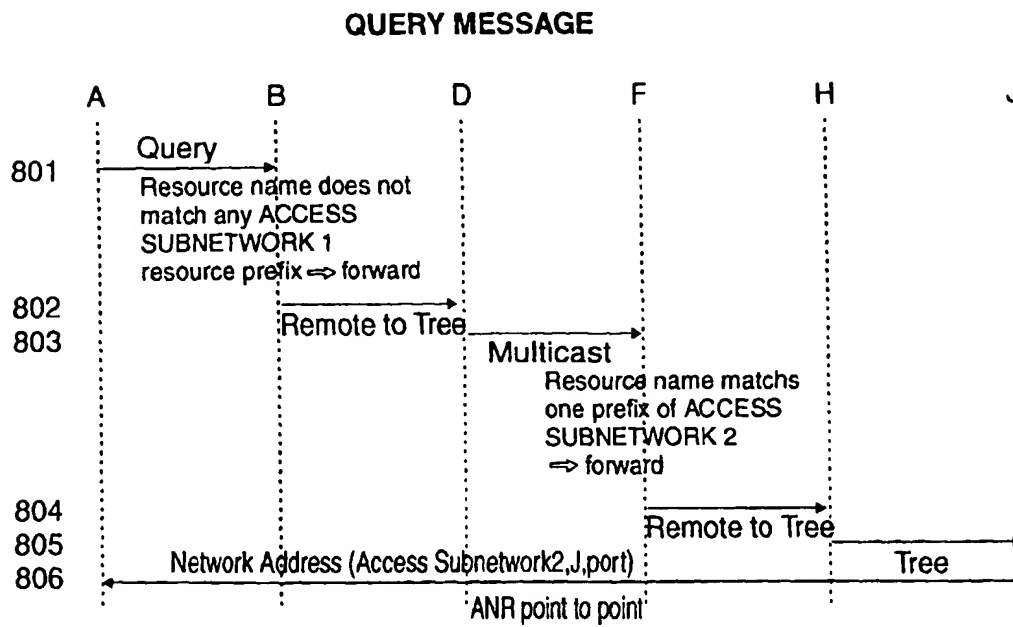 QUERY MESSAGE
A B D F H J
801 Query
Resource name does not
match any ACCESS
SUBNETWORK 1
resource prefix ⇨ forward
802 Remote to Tree
803 Multicast
Resource name matchs
one prefix of ACCESS
SUBNETWORK 2
⇨ forward
804 Remote to Tree
805 Tree
806 Network Address (Access Subnetwork2,J,port)
ANR point to point